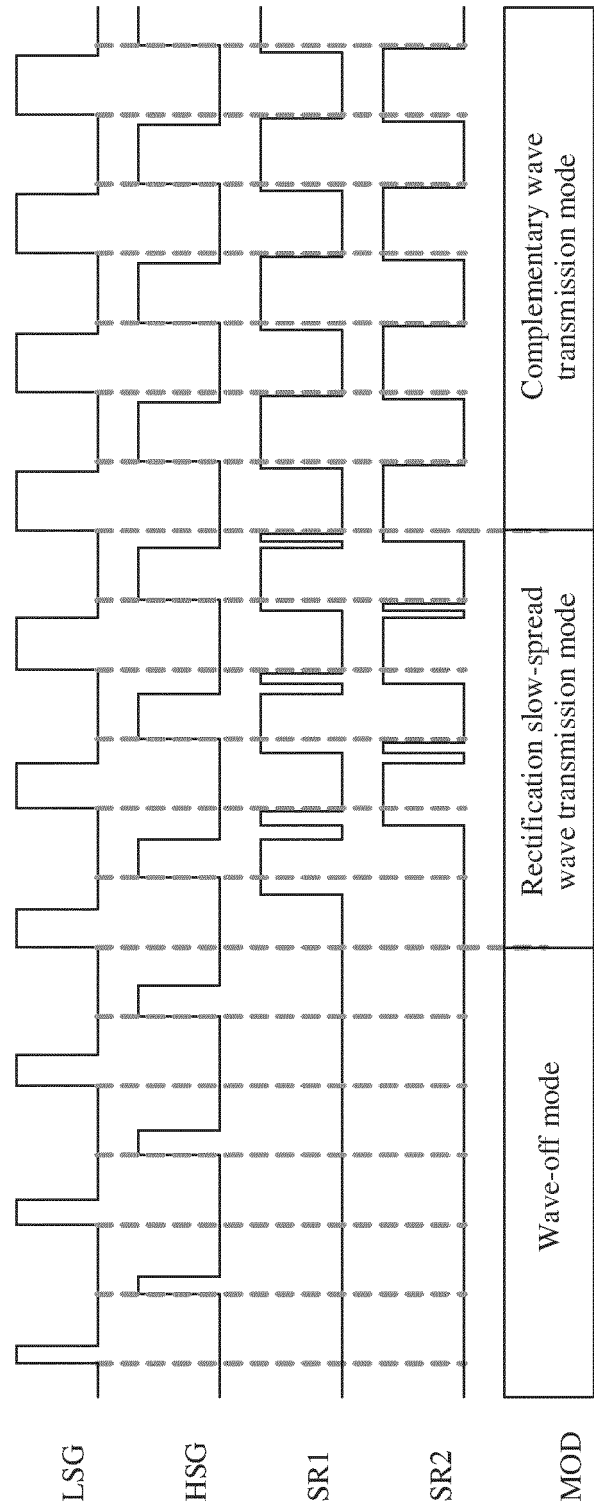 LSG
HSG
SR1
SR2
MOD
Wave-off mode
Rectification slow-spread
wave transmission mode
Complementary wave
transmission mode